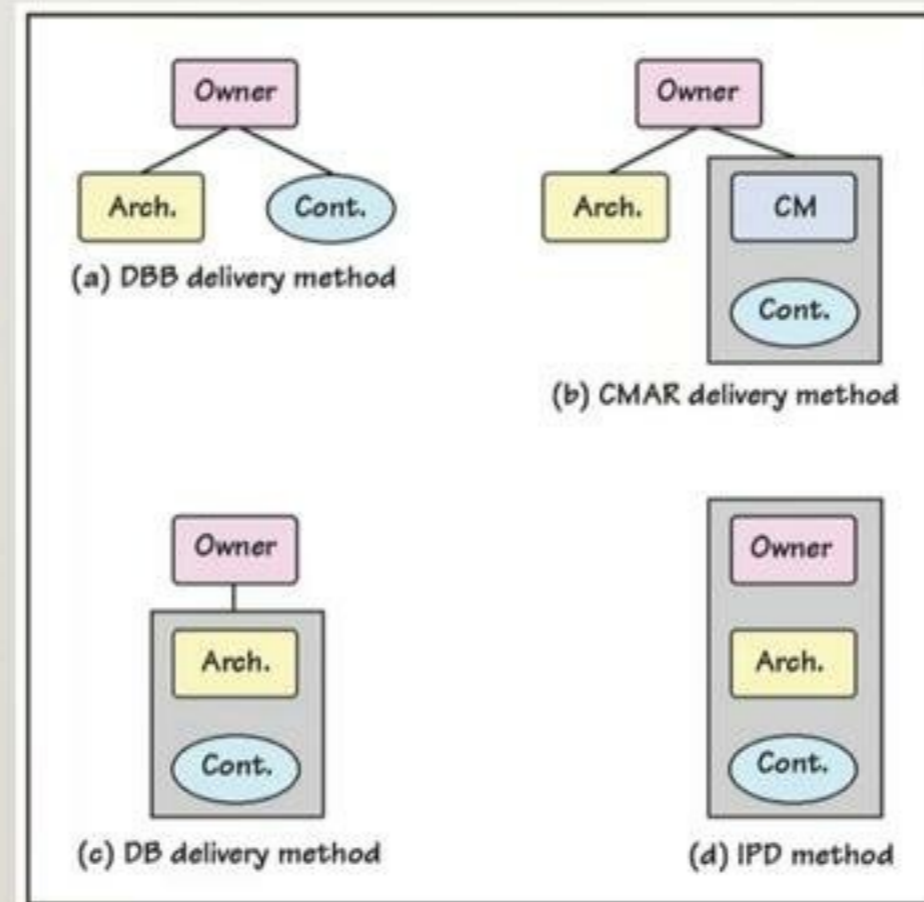 Owner
Arch.
Cont.
(a) DBB delivery method
Owner
Arch.
CM
Cont.
(b) CMAR delivery method
Owner
Arch.
Cont.
(c) DB delivery method
Owner
Arch.
Cont.
(d) IPD method